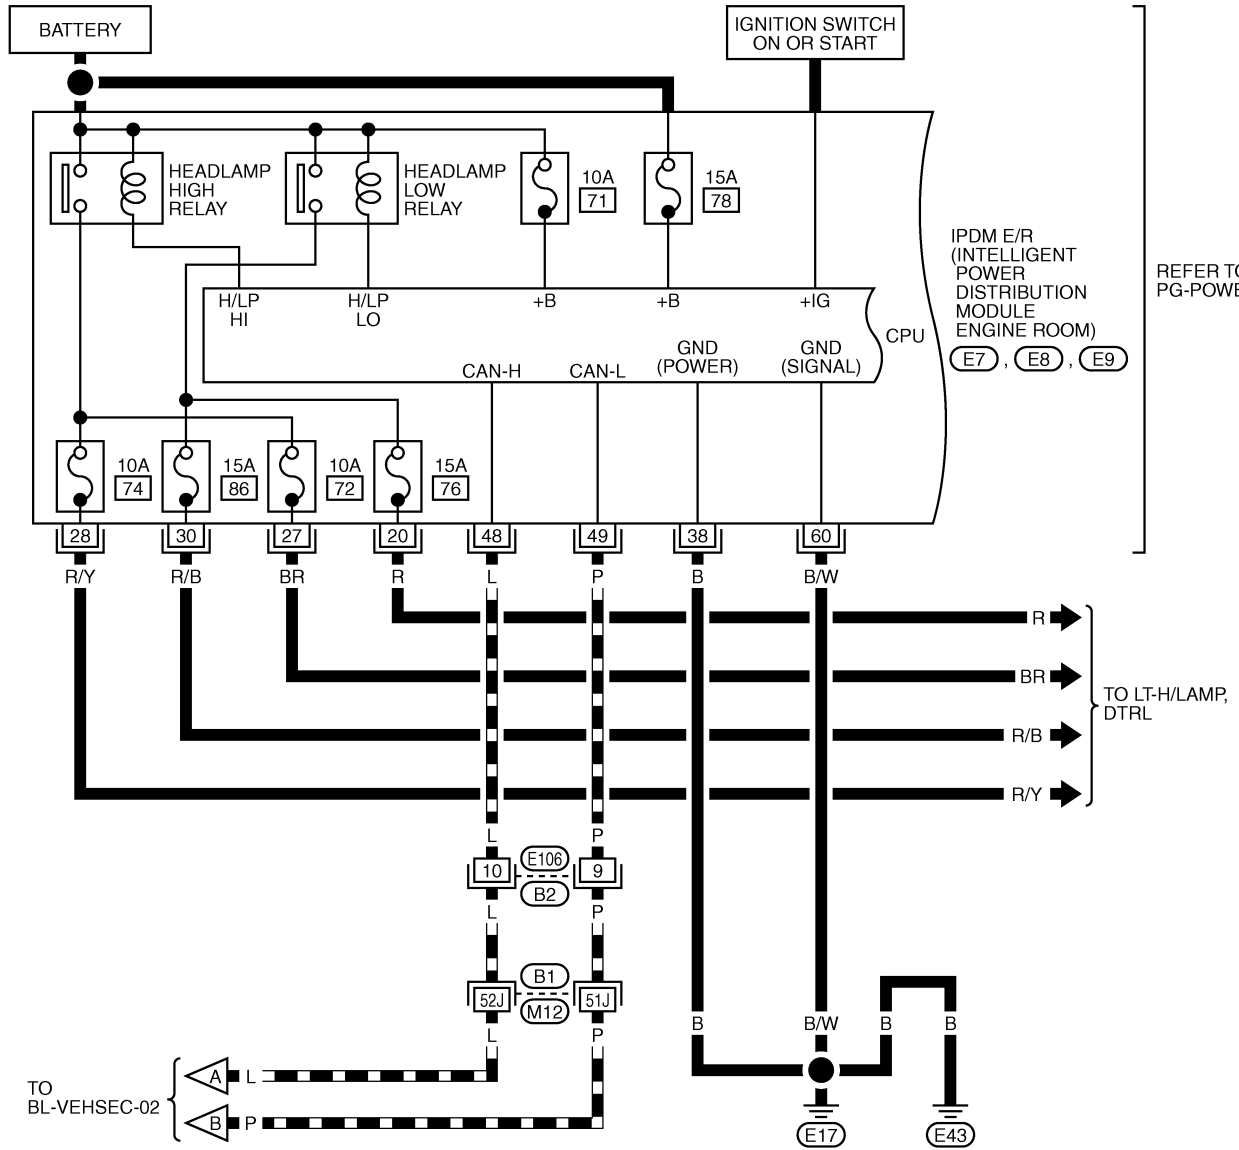 BATTERY
IGNITION SWITCH
ON OR START
HEADLAMP
HIGH
RELAY
HEADLAMP
LOW
RELAY
10A
71
15A
78
IPDM E/R
(INTELLIGENT
POWER
DISTRIBUTION
MODULE
ENGINE ROOM)
E7 , E8 , E9
REFER TO
PG-POWE
H/LP
HI
H/LP
LO
+B
+B
+IG
CPU
CAN-H
CAN-L
GND
(POWER)
GND
(SIGNAL)
10A
74
15A
86
10A
72
15A
76
28
30
27
20
48
49
38
60
R/Y
R/B
BR
R
L
P
B
B/W
R
BR
R/B
R/Y
TO LT-H/LAMP,
DTRL
L
P
10
E106
B2
9
L
P
52J
B1
M12
51J
L
P
B
B/W
B
B
TO
BL-VEHSEC-02
A
L
B
P
E17
E43